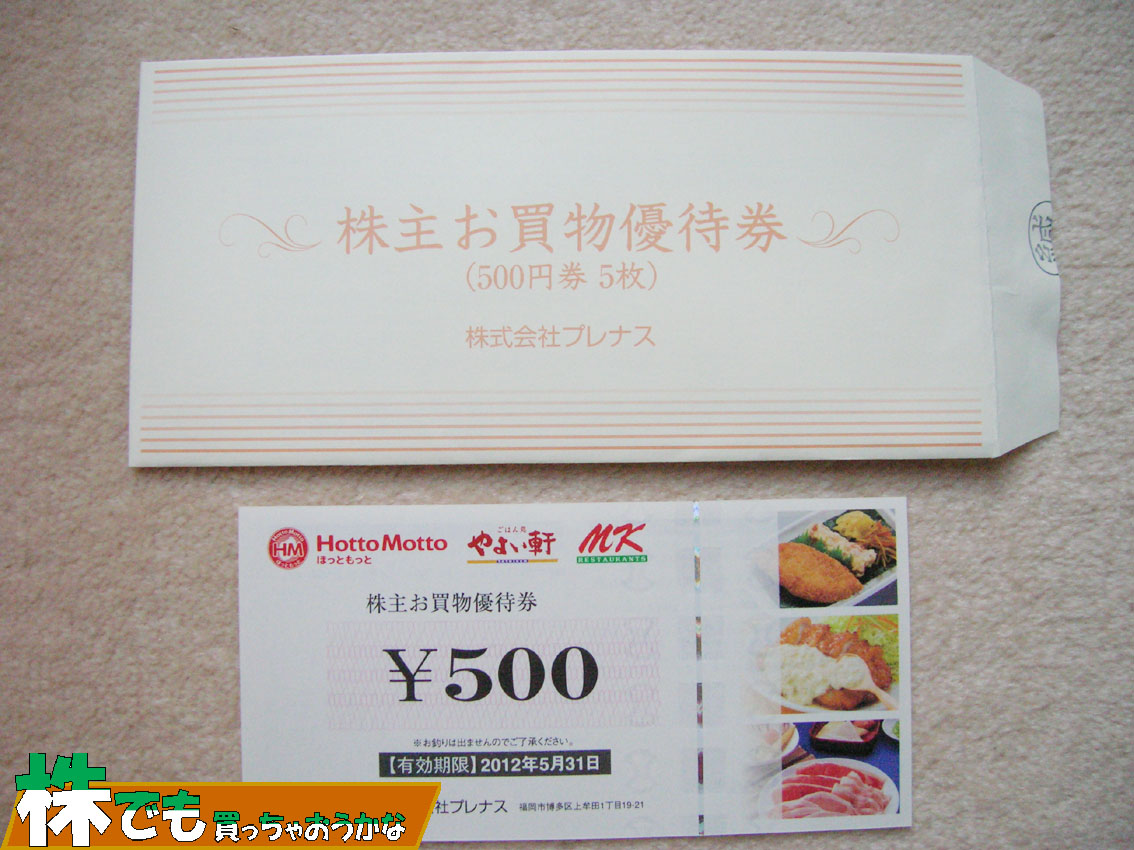 株主お買物優待券
(500円券 5枚)
株式会社プレナス
緘
HM
HottoMotto
ほっともっと
ごはん処
やよい軒
YAYOIKEN
MK
RESTAURANTS
株主お買物優待券
¥500
※お釣りは出ませんのでご了承ください。
【有効期限】2012年5月31日
社プレナス 福岡市博多区上牟田1丁目19-21
株でも買っちゃおうかな